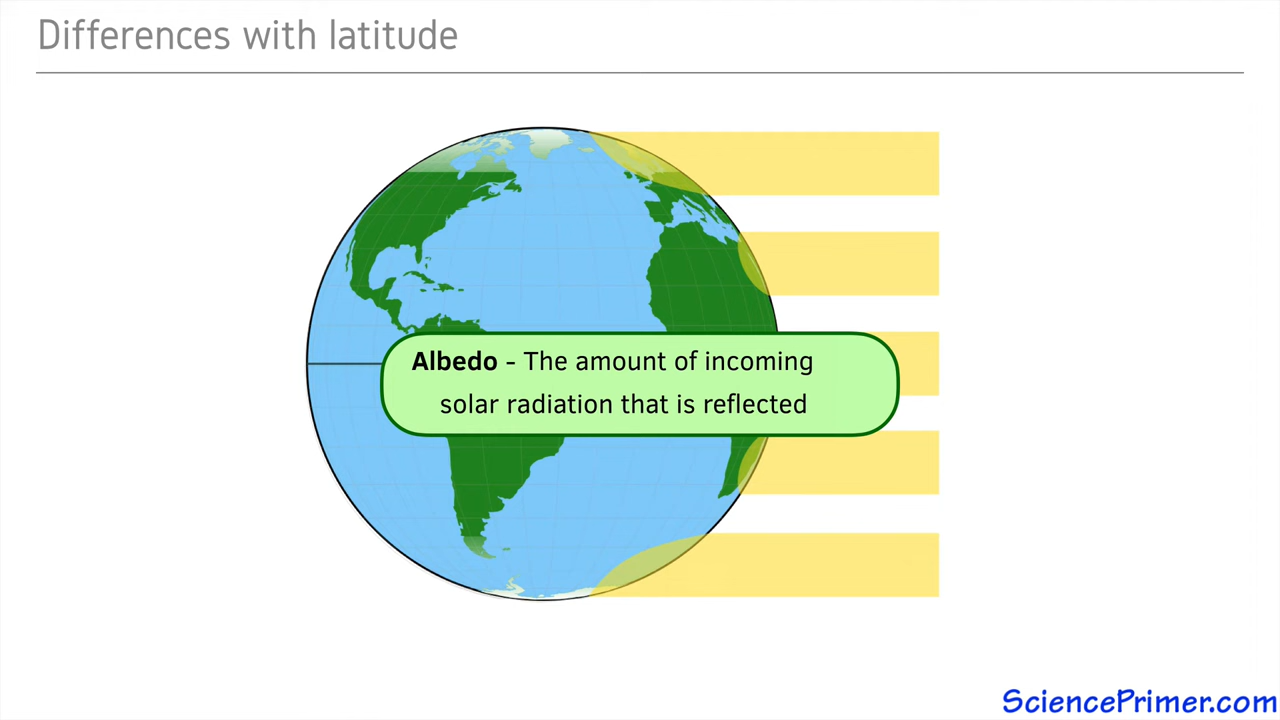 Differences with latitude
Albedo - The amount of incoming
solar radiation that is reflected
SciencePrimer.com